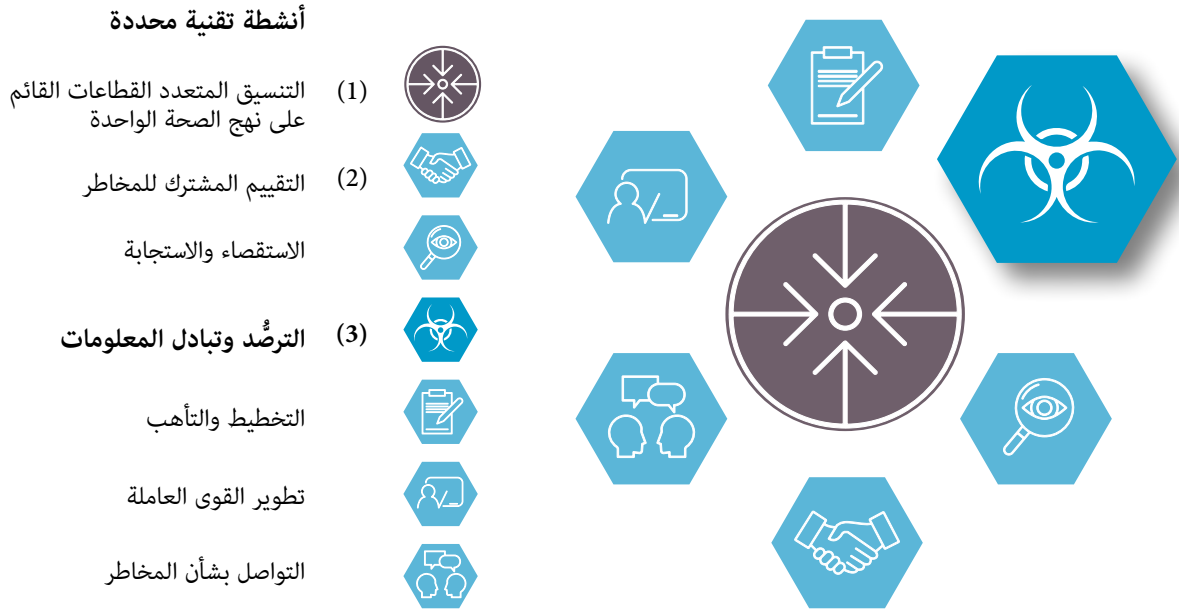 أنشطة تقنية محددة
(1) التنسيق المتعدد القطاعات القائم
على نهج الصحة الواحدة
(2) التقييم المشترك للمخاطر
الاستقصاء والاستجابة
(3) الترصُّد وتبادل المعلومات
التخطيط والتأهب
تطوير القوى العاملة
التواصل بشأن المخاطر